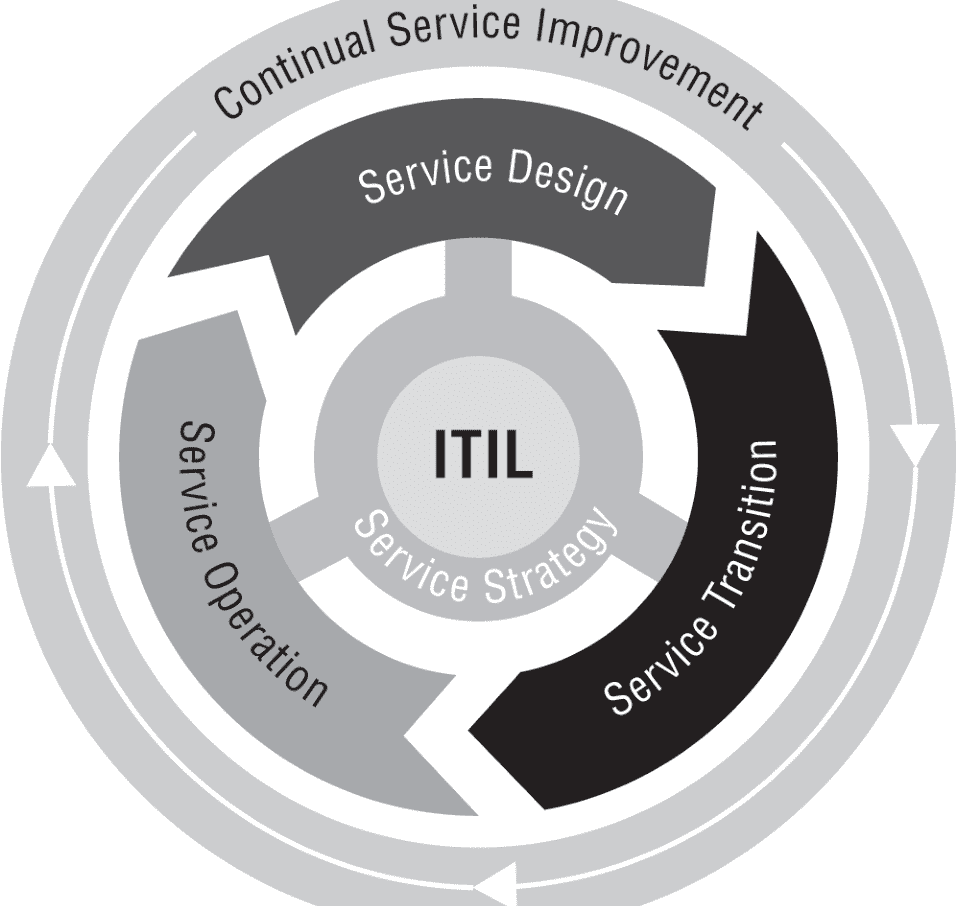 Continual Service Improvement
Service Design
ITIL
Service Strategy
Service Operation
Service Transition